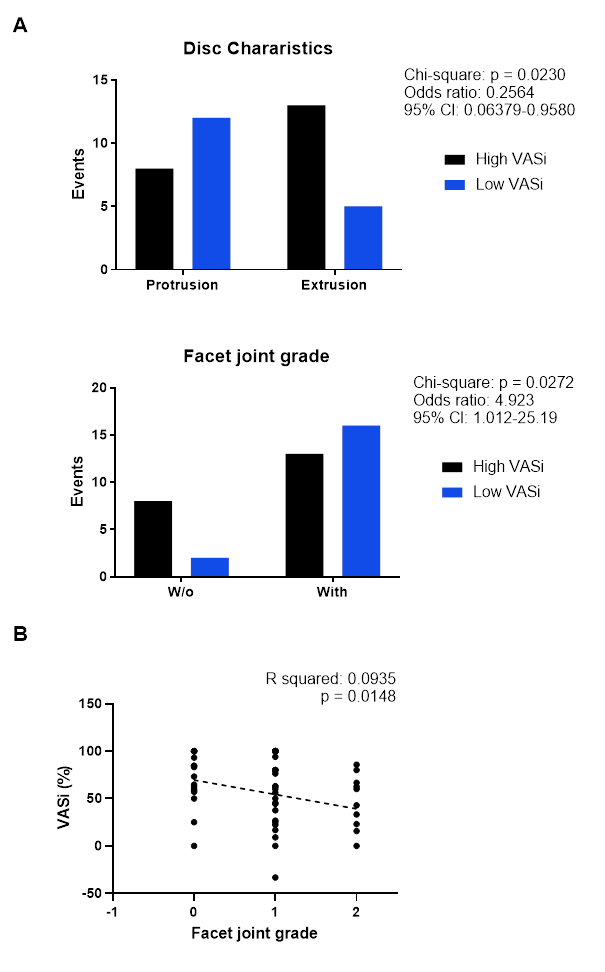 A
Disc Chararistics
Chi-square: p = 0.0230
Odds ratio: 0.2564
95% CI: 0.06379-0.9580
High VASi
Low VASi
Events
15
10
5
0
Protrusion
Extrusion
Facet joint grade
Chi-square: p = 0.0272
Odds ratio: 4.923
95% CI: 1.012-25.19
High VASi
Low VASi
Events
20
15
10
5
0
W/o
With
B
R squared: 0.0935
p = 0.0148
VASi (%)
150
100
50
0
-50
-1
0
1
2
Facet joint grade